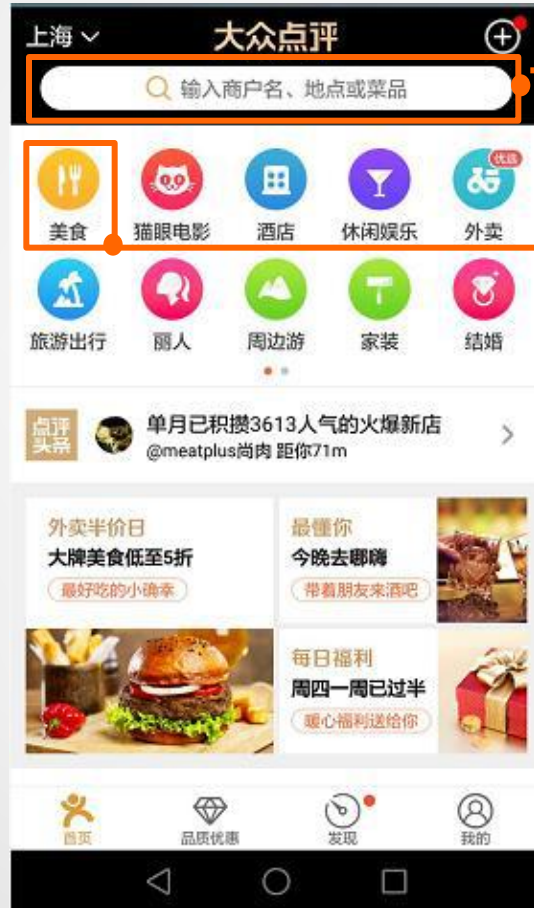 上海
大众点评
输入商户名、地点或菜品
优选
美食 猫眼电影 酒店 休闲娱乐 外卖
旅游出行 丽人 周边游 家装 结婚
点评
头条
单月已积攒3613人气的火爆新店
@meatplus尚肉 距你71m
外卖半价日
大牌美食低至5折
最好吃的小确幸
最懂你
今晚去哪嗨
带着朋友来酒吧
每日福利
周四一周已过半
暖心福利送给你
首页 品质优惠 发现 我的